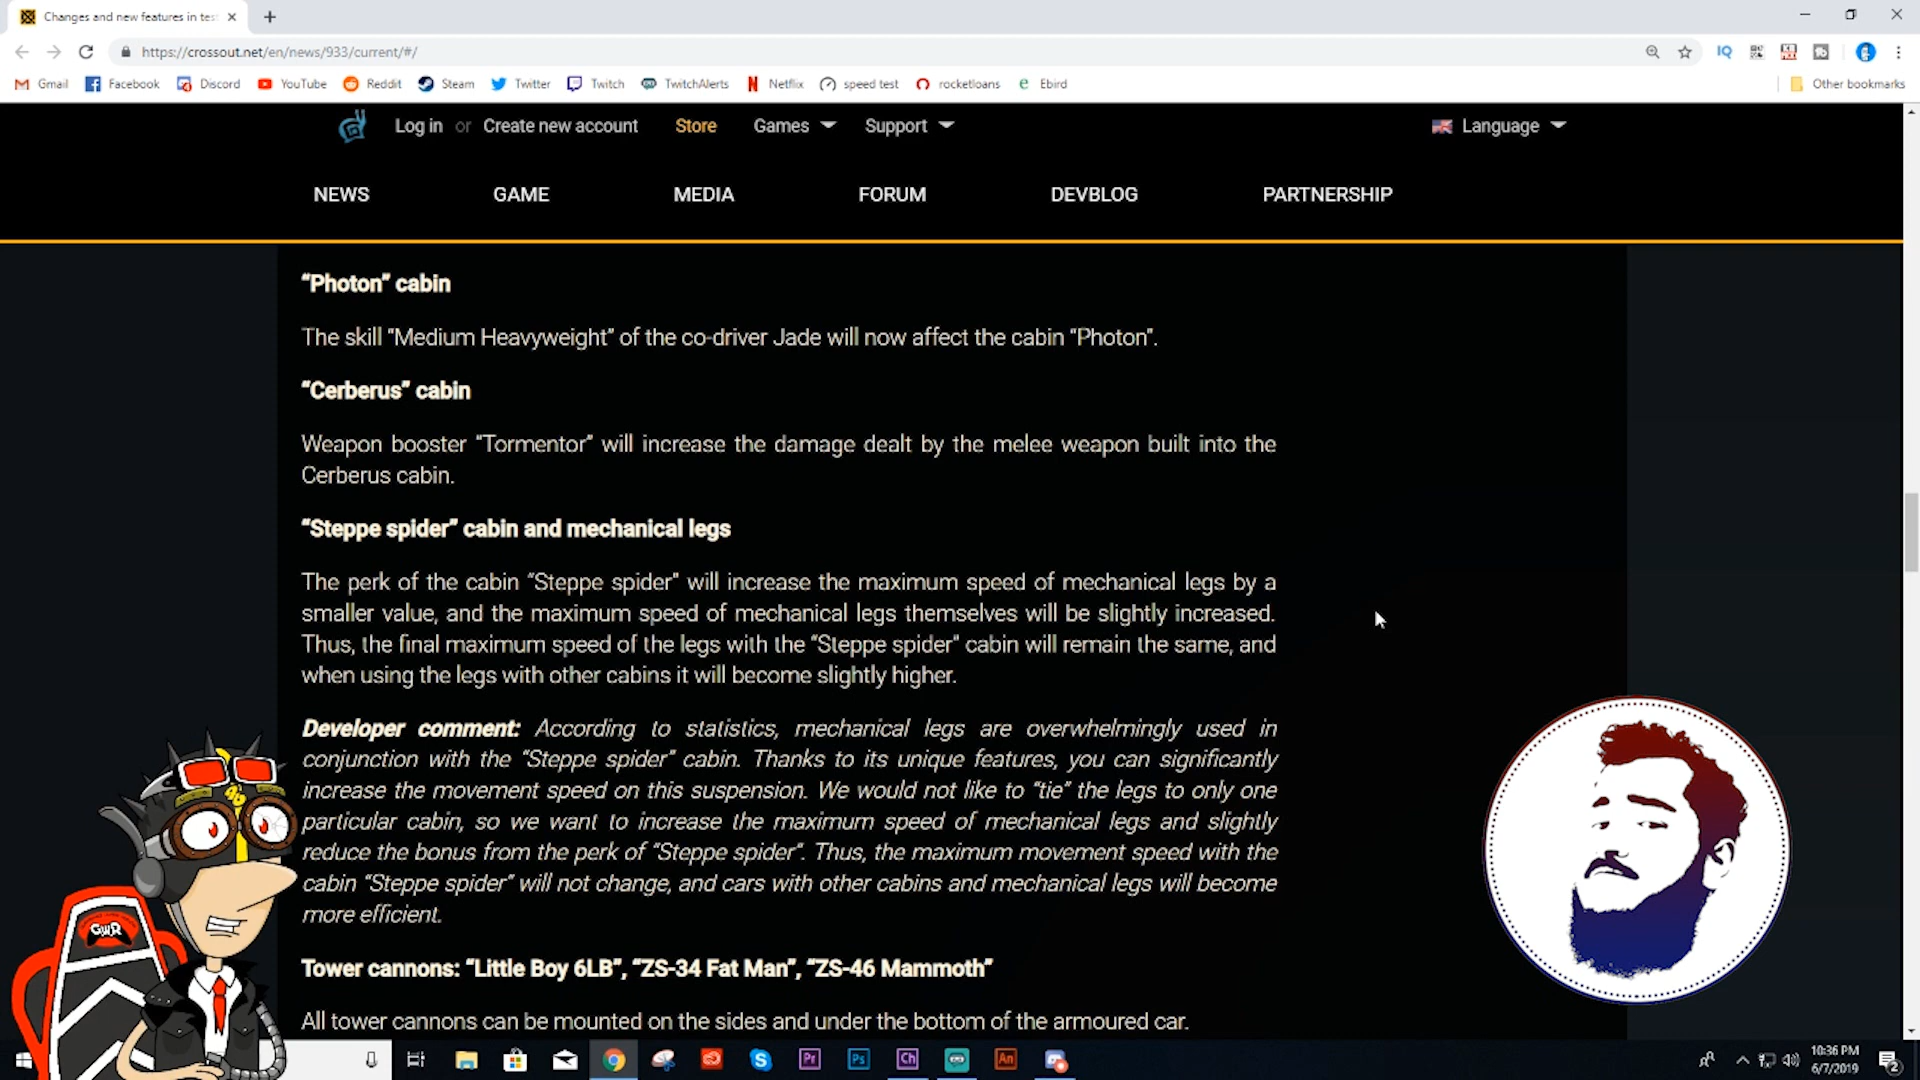 Changes and new features in tes
https://crossout.net/en/news/933/current/#/
IQ
Gmail Facebook Discord YouTube Reddit Steam Twitter Twitch TwitchAlerts Netflix speed test rocketloans Ebird Other bookmarks
Log in or Create new account Store Games Support Language
NEWS GAME MEDIA FORUM DEVBLOG PARTNERSHIP
“Photon” cabin
The skill “Medium Heavyweight” of the co-driver Jade will now affect the cabin “Photon”.
“Cerberus” cabin
Weapon booster “Tormentor” will increase the damage dealt by the melee weapon built into the
Cerberus cabin.
“Steppe spider” cabin and mechanical legs
The perk of the cabin “Steppe spider” will increase the maximum speed of mechanical legs by a
smaller value, and the maximum speed of mechanical legs themselves will be slightly increased.
Thus, the final maximum speed of the legs with the “Steppe spider” cabin will remain the same, and
when using the legs with other cabins it will become slightly higher.
Developer comment: According to statistics, mechanical legs are overwhelmingly used in
conjunction with the “Steppe spider” cabin. Thanks to its unique features, you can significantly
increase the movement speed on this suspension. We would not like to “tie” the legs to only one
particular cabin, so we want to increase the maximum speed of mechanical legs and slightly
reduce the bonus from the perk of “Steppe spider”. Thus, the maximum movement speed with the
cabin “Steppe spider” will not change, and cars with other cabins and mechanical legs will become
more efficient.
Tower cannons: “Little Boy 6LB”, “ZS-34 Fat Man”, “ZS-46 Mammoth”
All tower cannons can be mounted on the sides and under the bottom of the armoured car.
GWR
Pr Ps Ch An
10:36 PM
6/7/2019
2